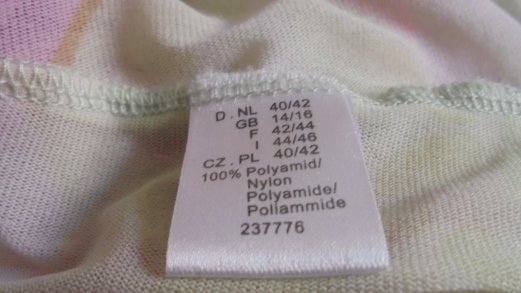 D . NL 40/42
GB 14/16
F 42/44
I 44/46
CZ . PL 40/42
100% Polyamid/
Nylon
Polyamide/
Poliammide
237776